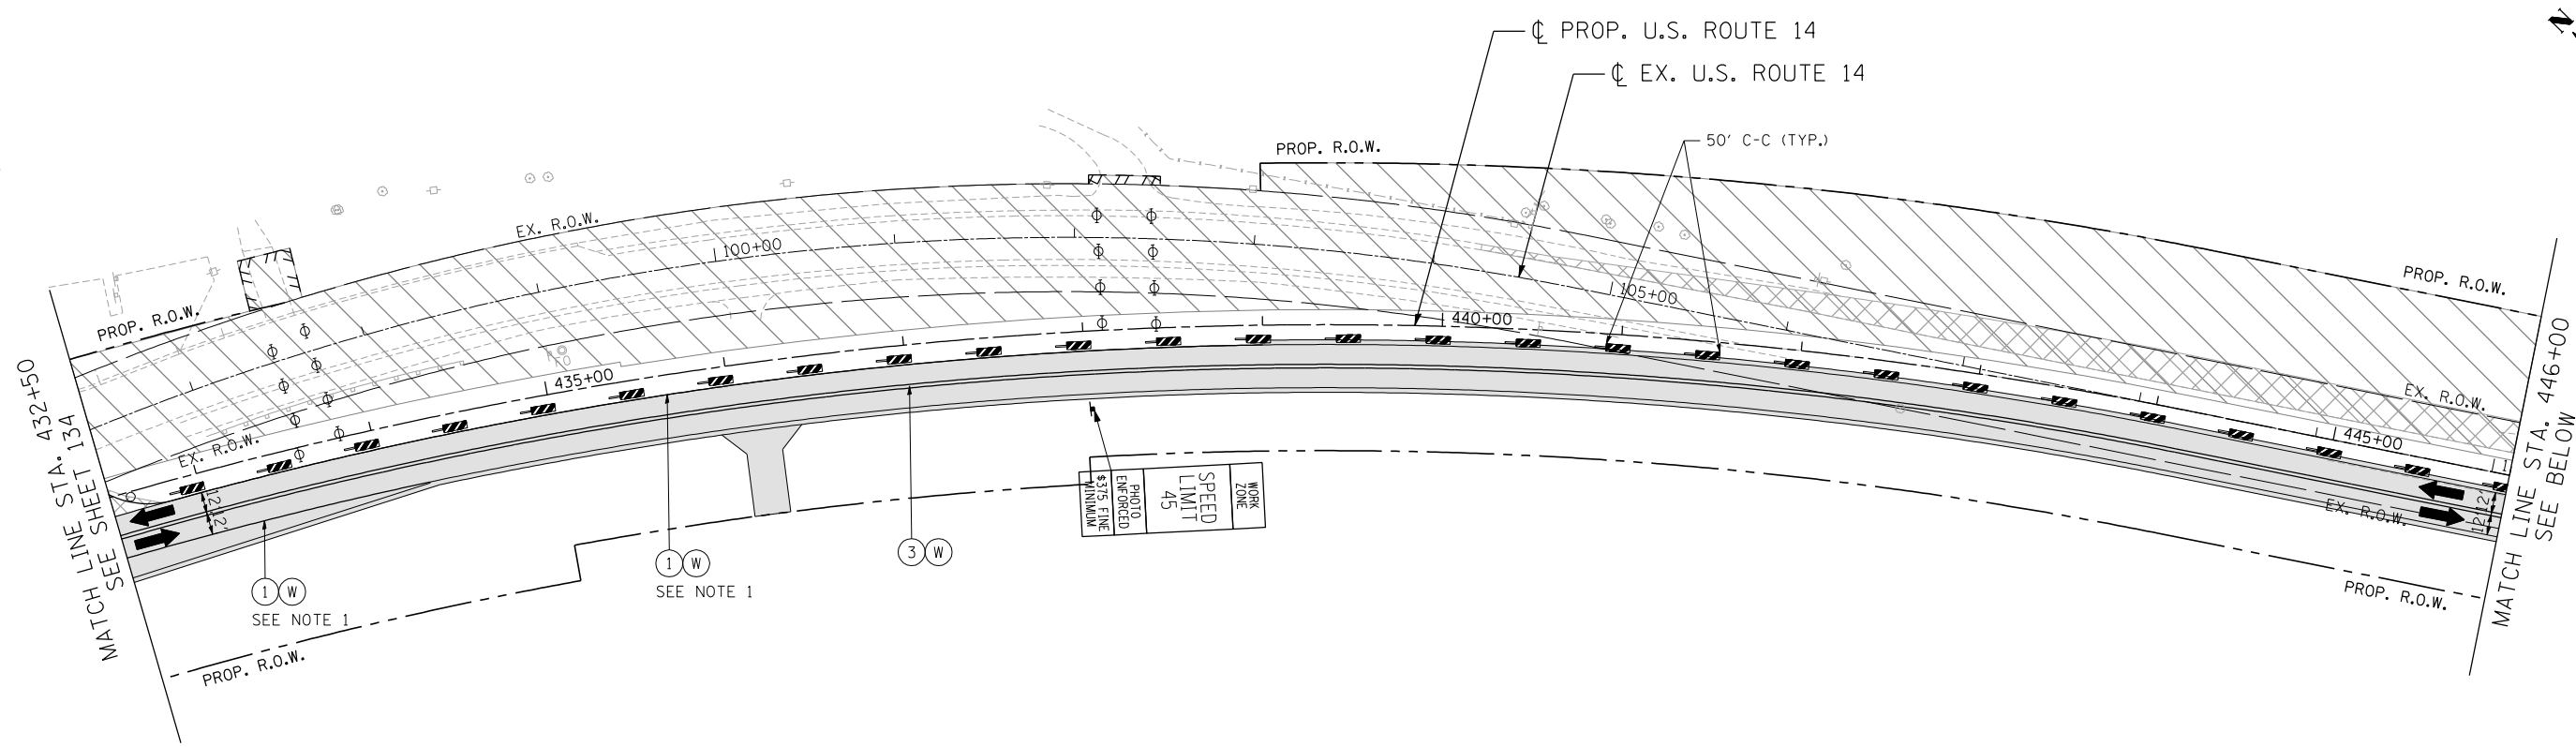 N
℄ PROP. U.S. ROUTE 14
℄ EX. U.S. ROUTE 14
50' C-C (TYP.)
PROP. R.O.W.
EX. R.O.W.
100+00
PROP. R.O.W.
105+00
PROP. R.O.W.
440+00
435+00
EX. R.O.W.
EX. R.O.W.
445+00
MATCH LINE STA. 432+50
SEE SHEET 134
MATCH LINE STA. 446+00
SEE BELOW
12'
12'
12'
12'
EX. R.O.W.
WORK
ZONE
SPEED
LIMIT
45
PHOTO
ENFORCED
$375 FINE
MINIMUM
3 W
1 W
SEE NOTE 1
1 W
SEE NOTE 1
PROP. R.O.W.
PROP. R.O.W.